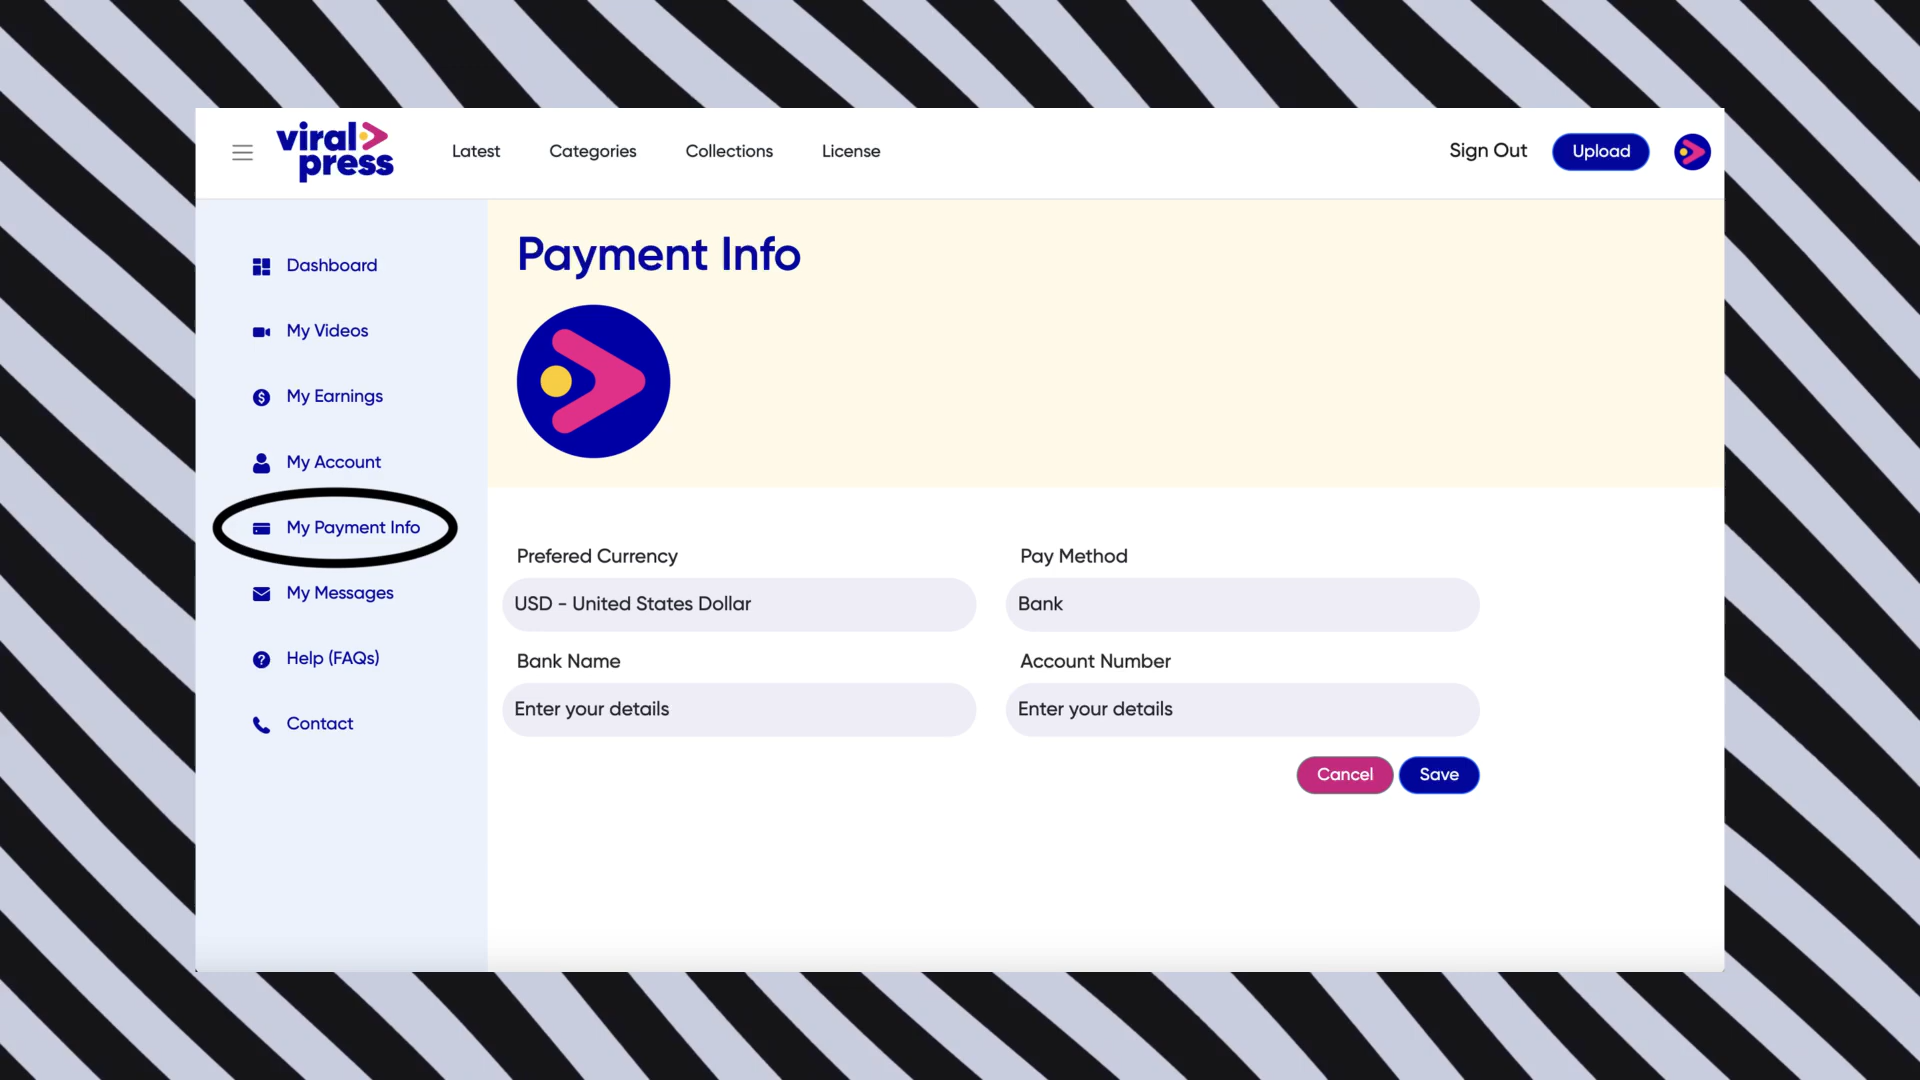 viral
press
Latest
Categories
Collections
License
Sign Out
Upload
Dashboard
My Videos
My Earnings
My Account
My Payment Info
My Messages
Help (FAQs)
Contact
Payment Info
Prefered Currency
Pay Method
USD - United States Dollar
Bank
Bank Name
Account Number
Enter your details
Enter your details
Cancel
Save